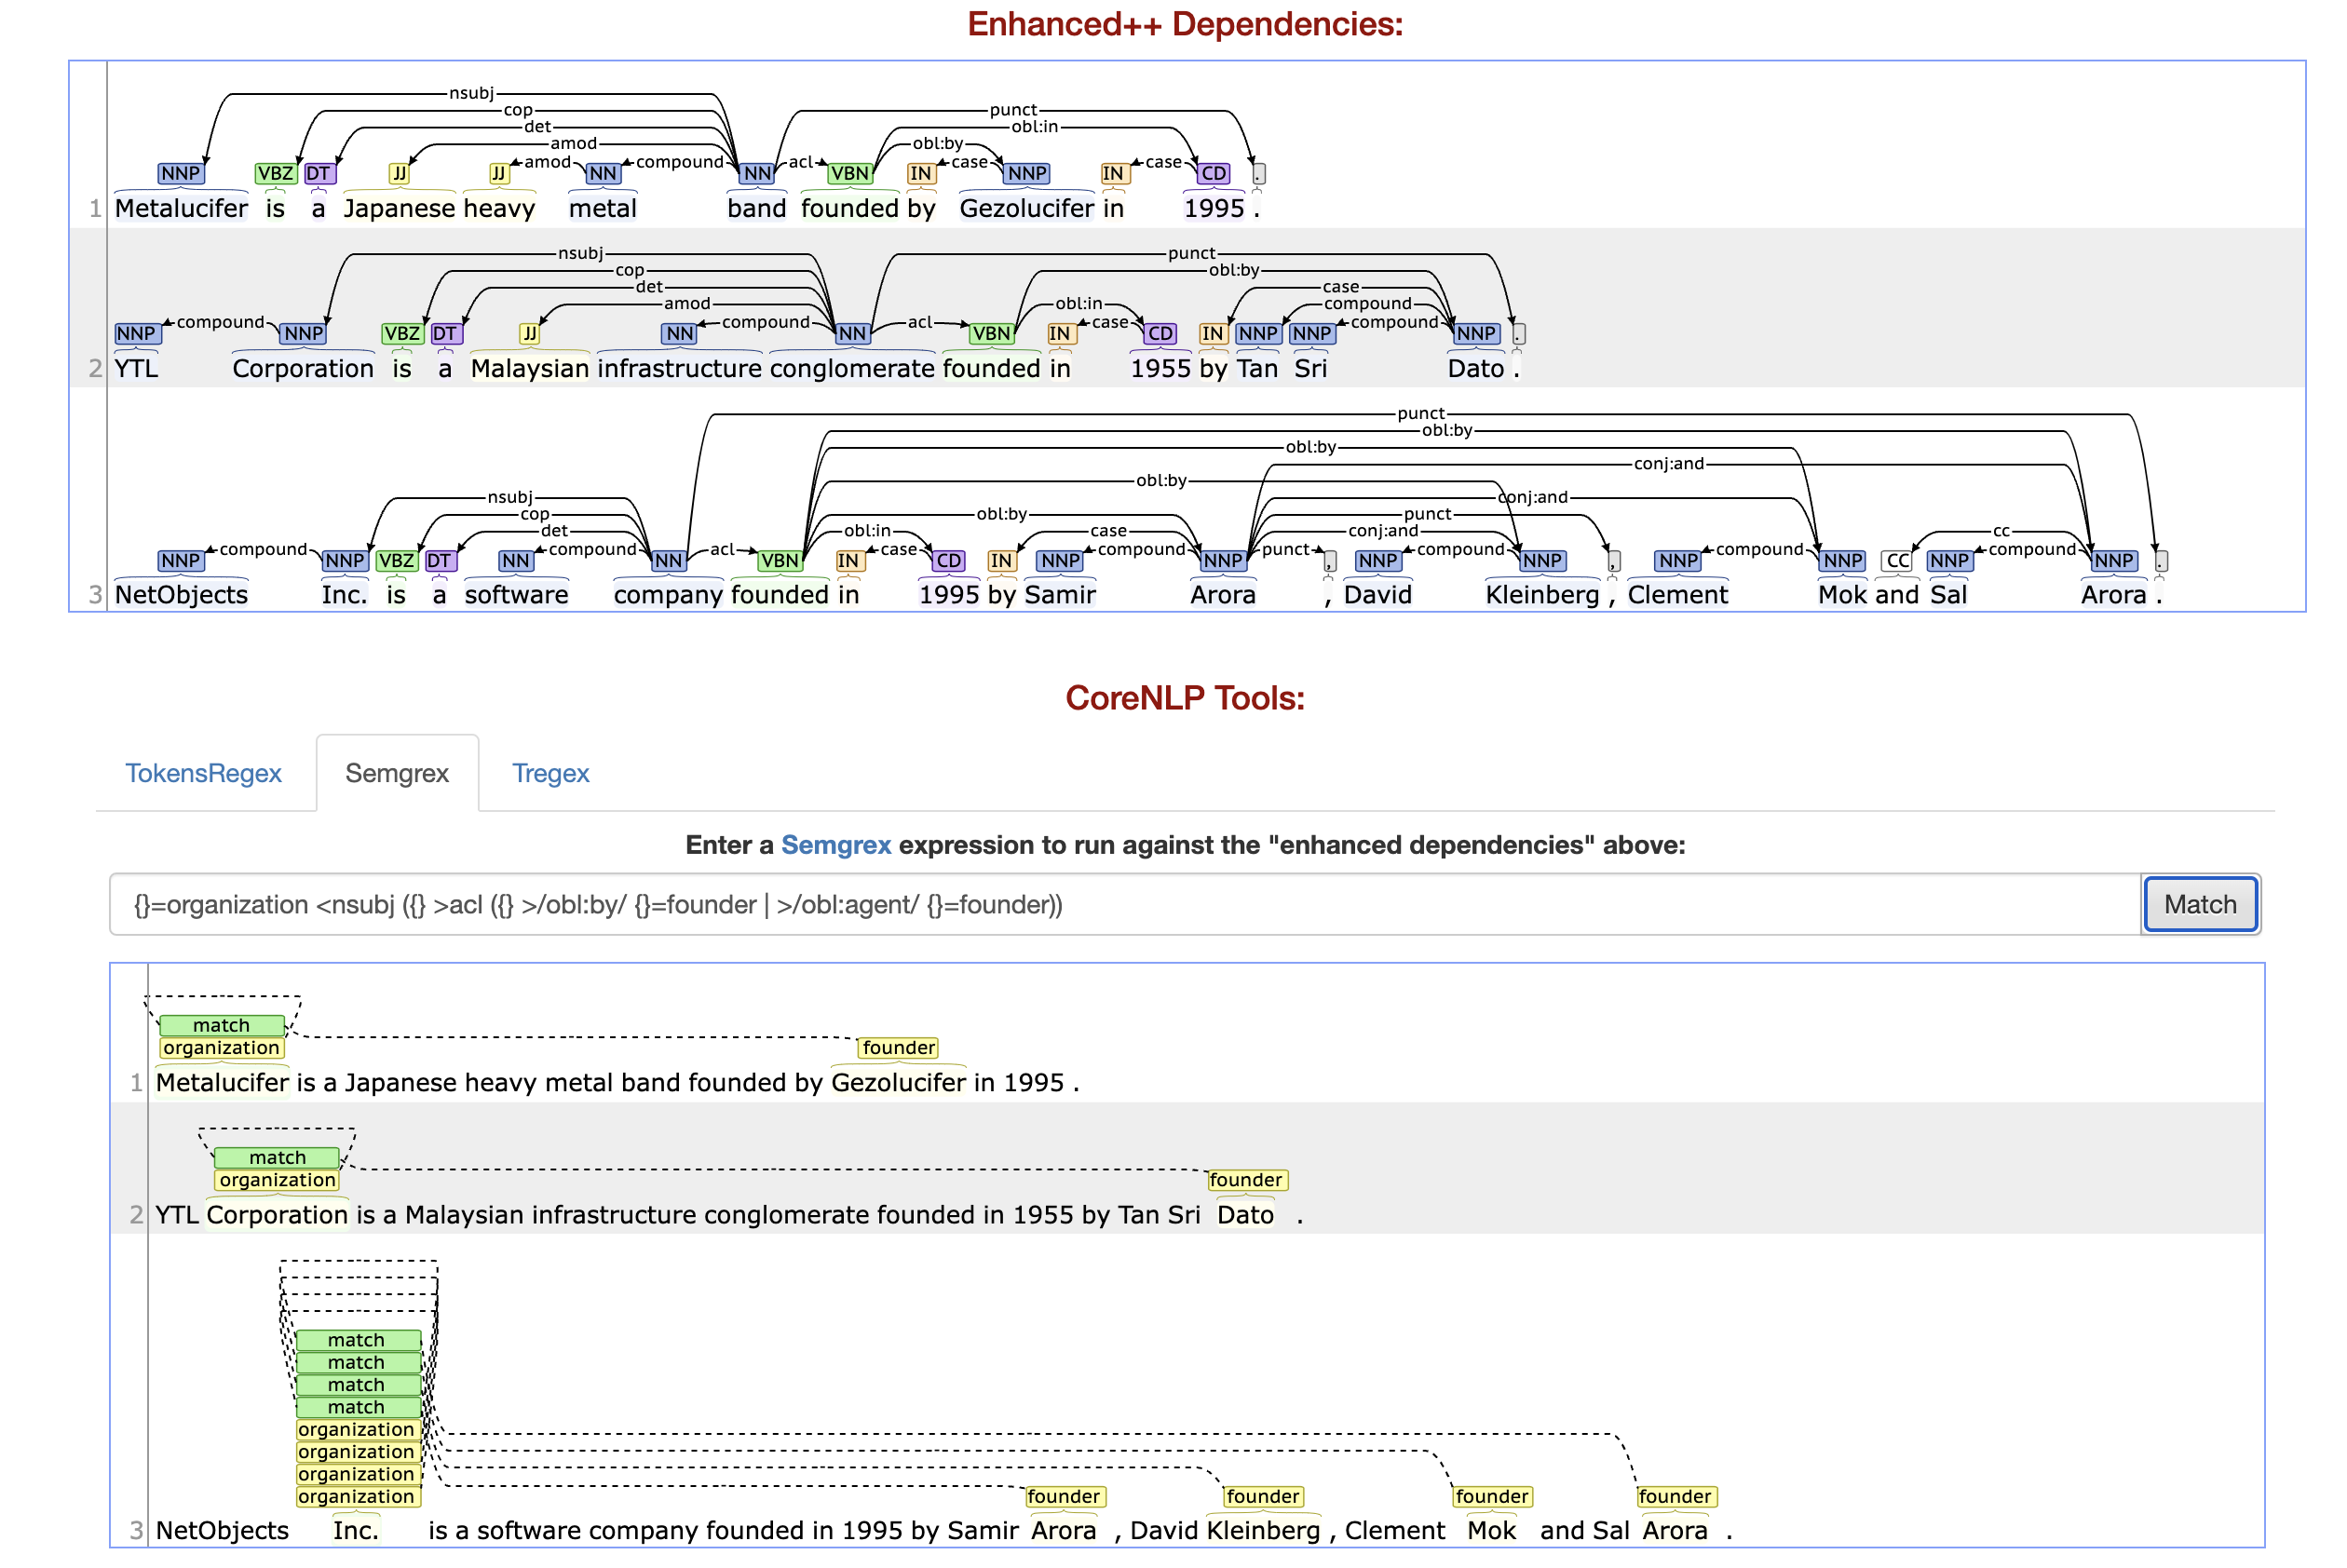 Enhanced++ Dependencies:
nsubj
cop punct
det obl:in
amod obl:by
amod compound acl case case
NNP VBZ DT JJ JJ NN NN VBN IN NNP IN CD .
1 Metalucifer is a Japanese heavy metal band founded by Gezolucifer in 1995 .
nsubj punct
cop obl:by
det case
amod obl:in compound
compound compound acl case compound
NNP NNP VBZ DT JJ NN NN VBN IN CD IN NNP NNP NNP .
2 YTL Corporation is a Malaysian infrastructure conglomerate founded in 1955 by Tan Sri Dato .
punct
obl:by
obl:by
conj:and
obl:by
nsubj conj:and
cop obl:by punct
det obl:in case conj:and cc
compound compound acl case compound punct compound compound compound
NNP NNP VBZ DT NN NN VBN IN CD IN NNP NNP , NNP NNP , NNP NNP CC NNP NNP .
3 NetObjects Inc. is a software company founded in 1995 by Samir Arora , David Kleinberg , Clement Mok and Sal Arora .
CoreNLP Tools:
TokensRegex Semgrex Tregex
Enter a Semgrex expression to run against the "enhanced dependencies" above:
{}=organization <nsubj ({} >acl ({} >/obl:by/ {}=founder | >/obl:agent/ {}=founder)) Match
match
organization founder
1 Metalucifer is a Japanese heavy metal band founded by Gezolucifer in 1995 .
match
organization founder
2 YTL Corporation is a Malaysian infrastructure conglomerate founded in 1955 by Tan Sri Dato .
match
match
match
match
organization
organization
organization
organization founder founder founder founder
3 NetObjects Inc. is a software company founded in 1995 by Samir Arora , David Kleinberg , Clement Mok and Sal Arora .